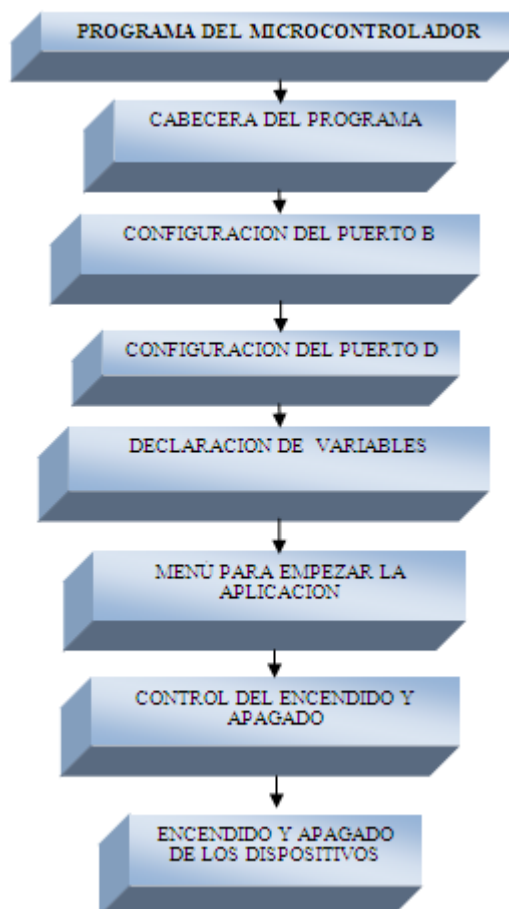 PROGRAMA DEL MICROCONTROLADOR
CABECERA DEL PROGRAMA
CONFIGURACION DEL PUERTO B
CONFIGURACION DEL PUERTO D
DECLARACION DE VARIABLES
MENÚ PARA EMPEZAR LA
APLICACION
CONTROL DEL ENCENDIDO Y
APAGADO
ENCENDIDO Y APAGADO
DE LOS DISPOSITIVOS